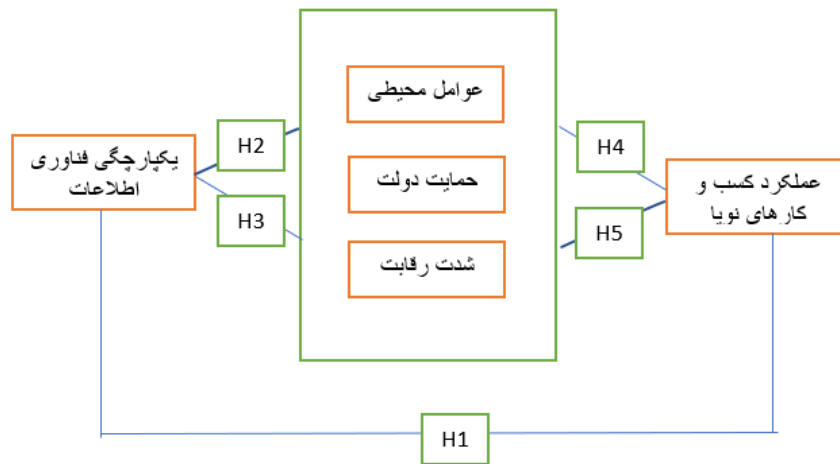 عوامل محیطی
H2
H4
یکپارچگی فناوری
اطلاعات
حمایت دولت
عملکرد کسب و
کارهای نوپا
H3
H5
شدت رقابت
H1